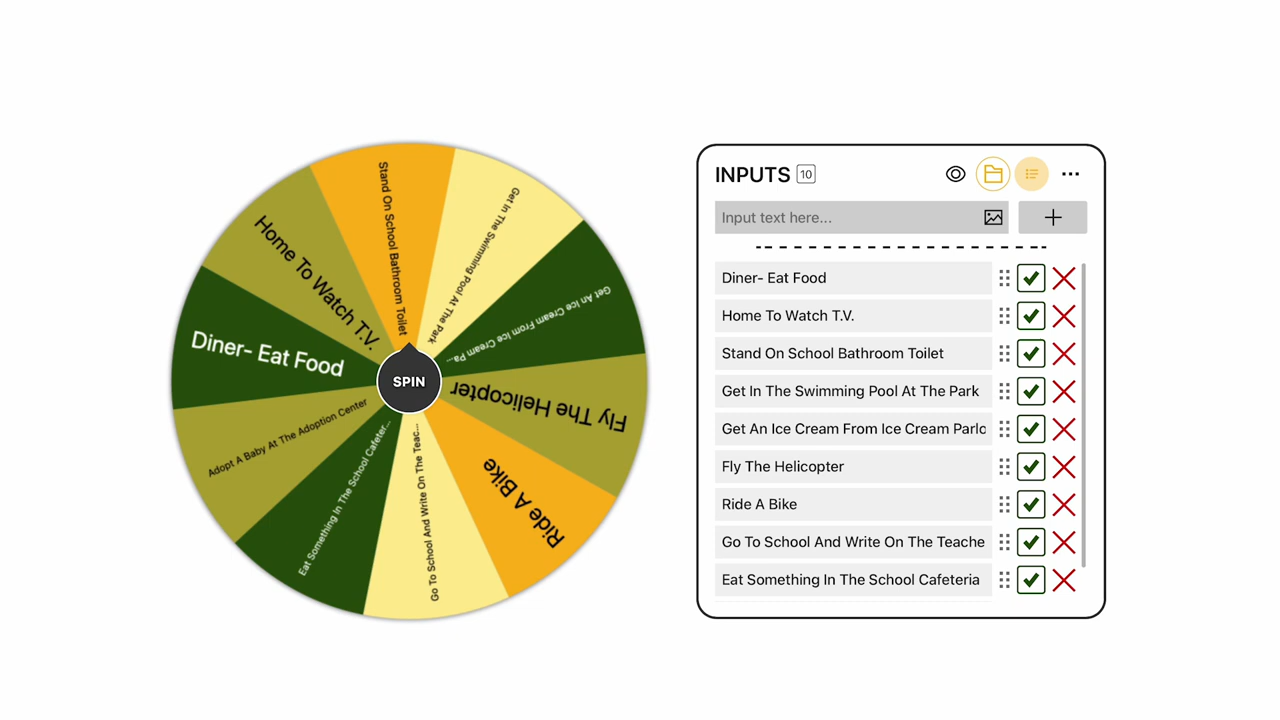 Stand On School Bathroom Toilet
Get In The Swimming Pool At The Park
Home To Watch T.V.
Get An Ice Cream From Ice Cream Pa...
Diner- Eat Food
SPIN
Fly The Helicopter
Adopt A Baby At The Adoption Center
Eat Something In The School Cafeter...
Go To School And Write On The Teac...
Ride A Bike
INPUTS 10
Input text here...
Diner- Eat Food
Home To Watch T.V.
Stand On School Bathroom Toilet
Get In The Swimming Pool At The Park
Get An Ice Cream From Ice Cream Parlo
Fly The Helicopter
Ride A Bike
Go To School And Write On The Teache
Eat Something In The School Cafeteria